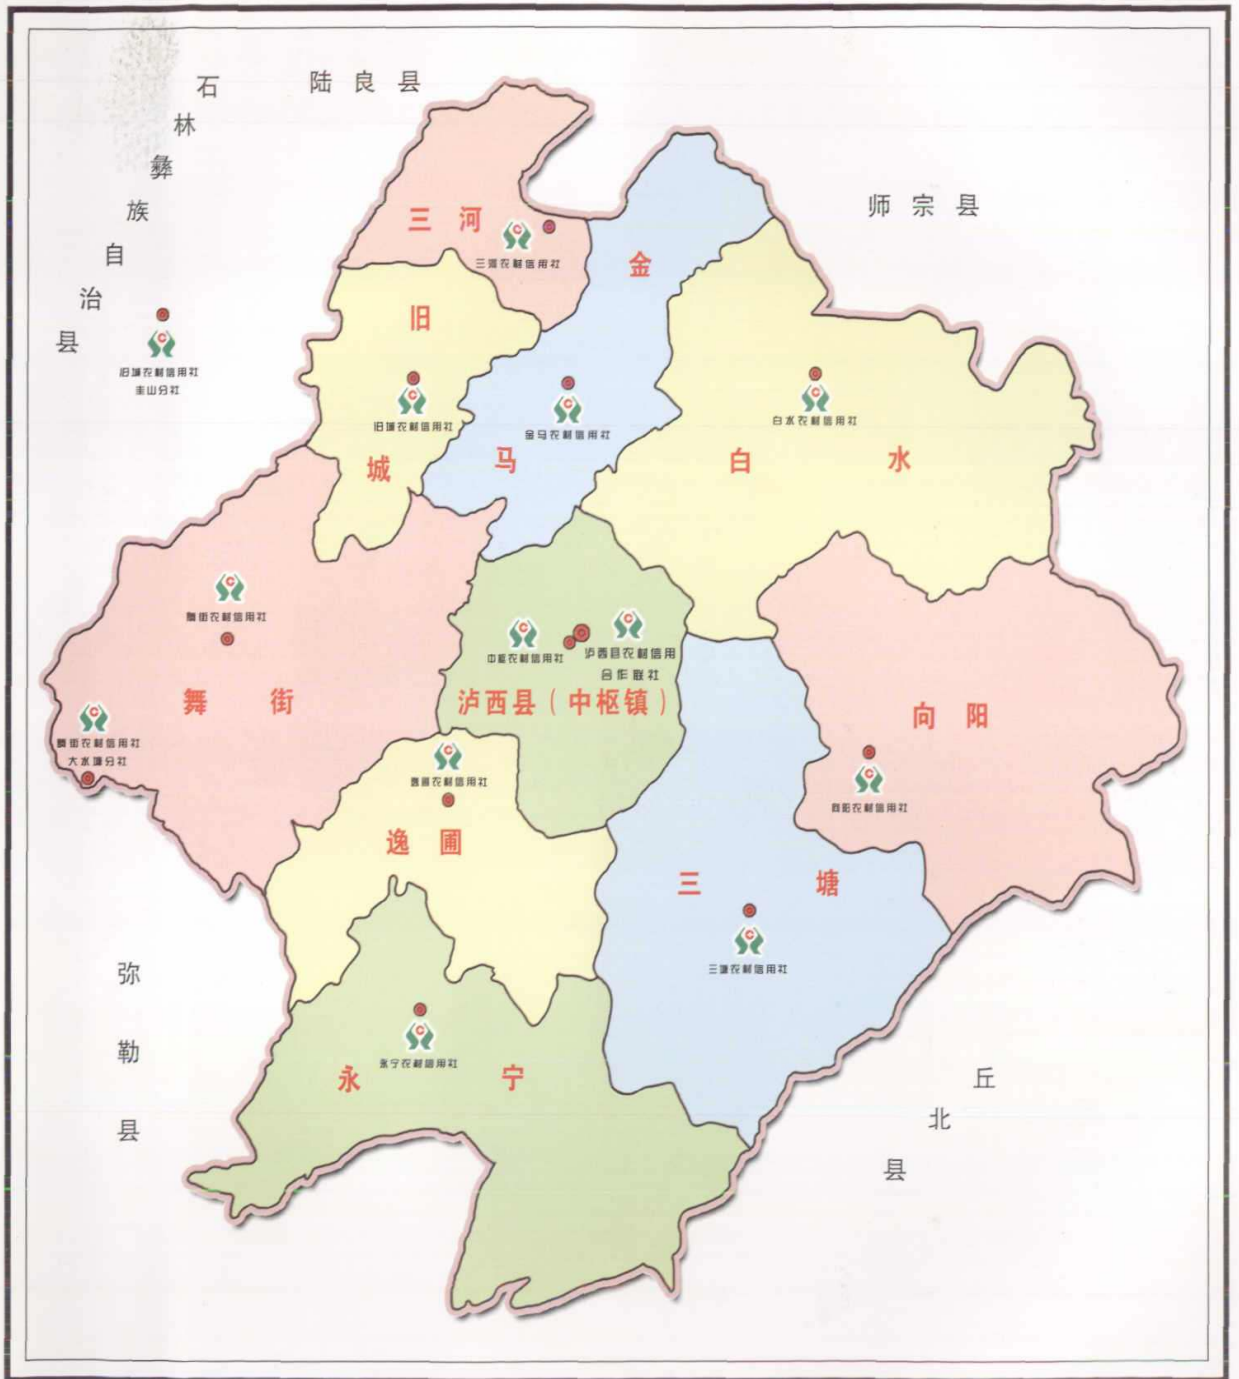 陆良县
石林彝族自治县
师宗县
三河
三河农村信用社
金马
旧城
旧城农村信用社
圭山分社
旧城农村信用社
金马农村信用社
白水农村信用社
白水
舞街农村信用社
舞街
中枢农村信用社
泸西县农村信用
合作联社
泸西县（中枢镇）
向阳
向阳农村信用社
舞街农村信用社
大水塘分社
逸圃农村信用社
逸圃
三塘
三塘农村信用社
弥勒县
永宁农村信用社
永宁
丘北县